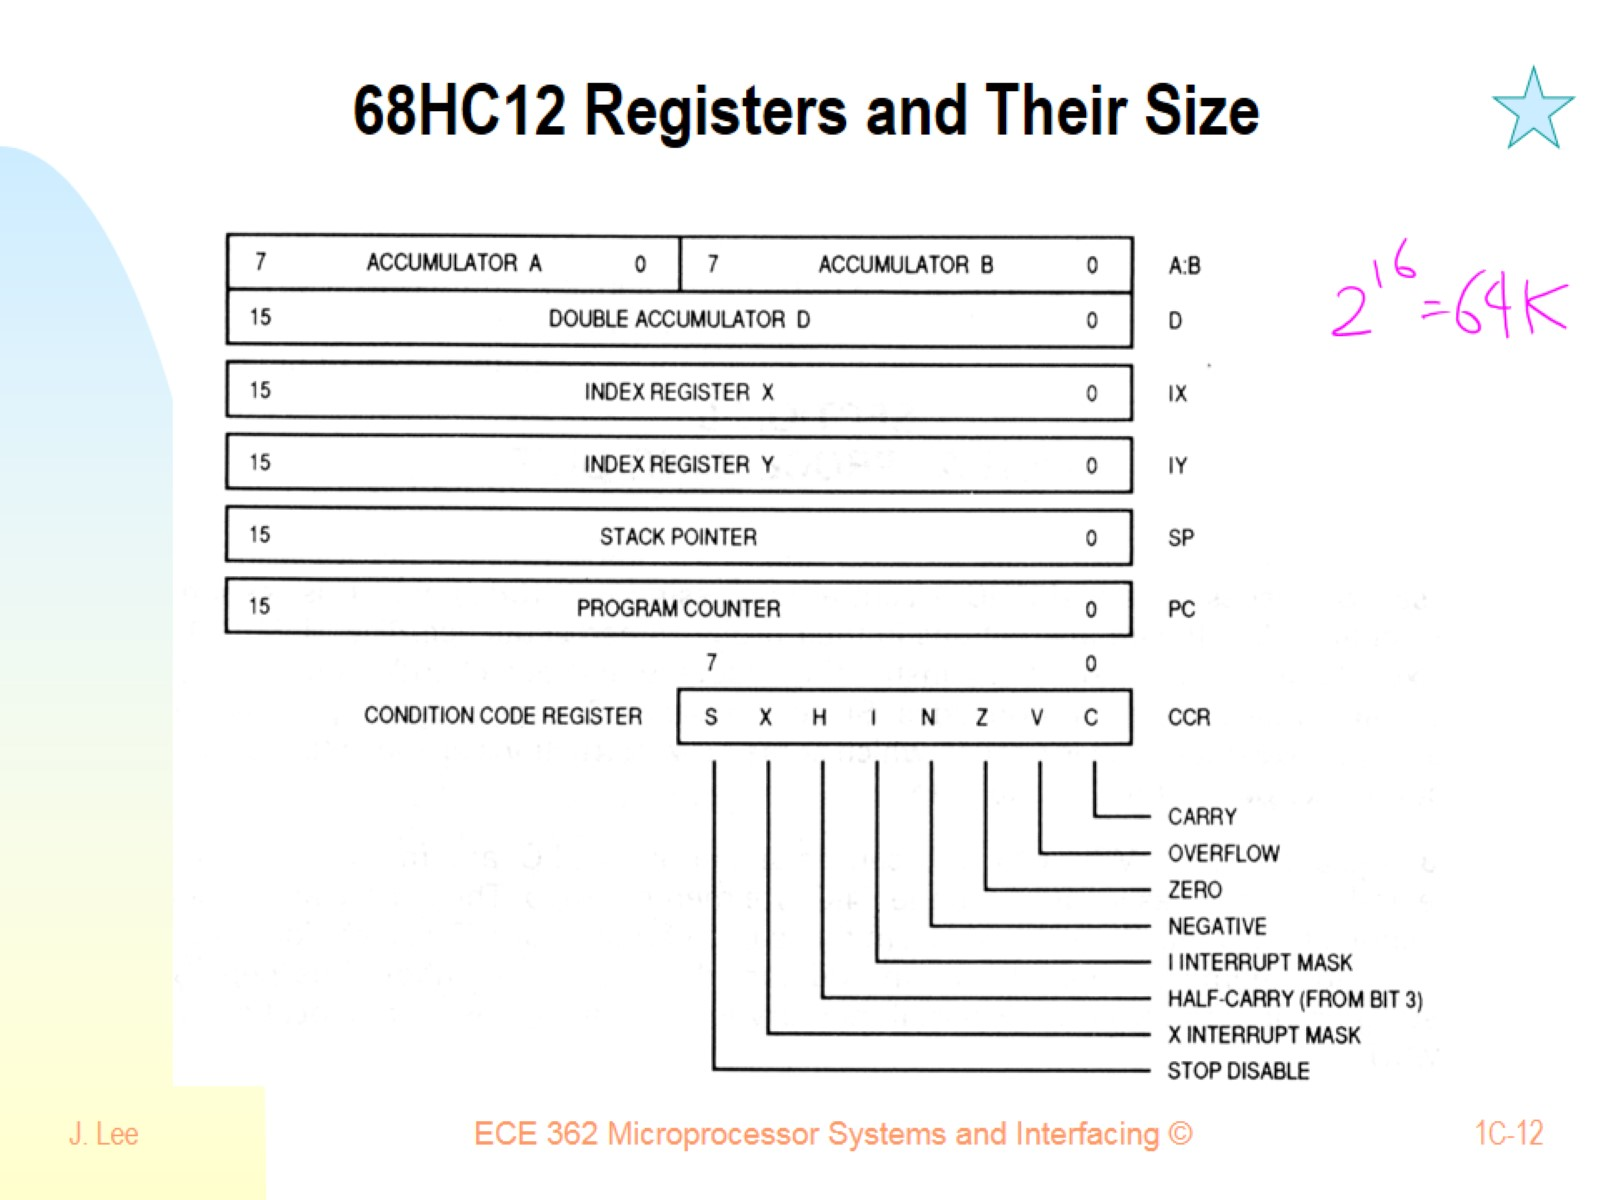 68HC12 Registers and Their Size
7 ACCUMULATOR A 0 7 ACCUMULATOR B 0 A:B
15 DOUBLE ACCUMULATOR D 0 D
2^16=64K
15 INDEX REGISTER X 0 IX
15 INDEX REGISTER Y 0 IY
15 STACK POINTER 0 SP
15 PROGRAM COUNTER 0 PC
7 0
CONDITION CODE REGISTER S X H I N Z V C CCR
CARRY
OVERFLOW
ZERO
NEGATIVE
I INTERRUPT MASK
HALF-CARRY (FROM BIT 3)
X INTERRUPT MASK
STOP DISABLE
J. Lee ECE 362 Microprocessor Systems and Interfacing © 1C-12